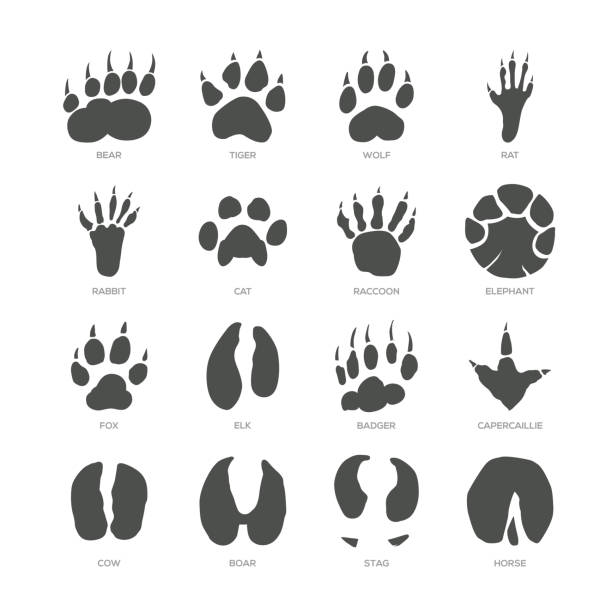 BEAR TIGER WOLF RAT
RABBIT CAT RACCOON ELEPHANT
FOX ELK BADGER CAPERCAILLIE
COW BOAR STAG HORSE